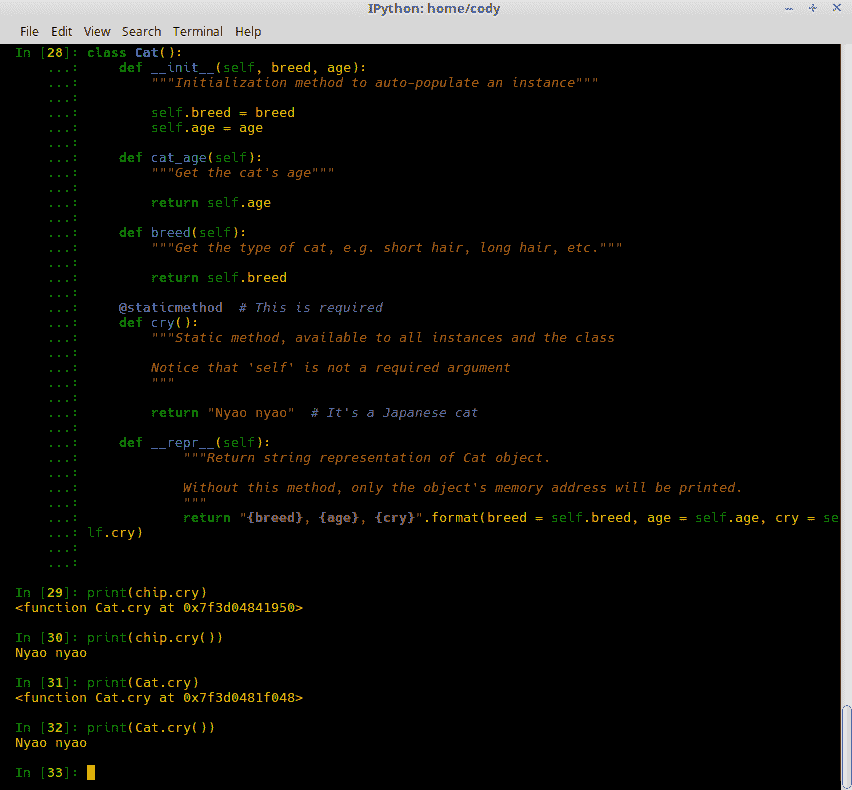 IPython: home/cody
File Edit View Search Terminal Help
In [28]: class Cat():
    ...:     def __init__(self, breed, age):
    ...:         """Initialization method to auto-populate an instance"""
    ...:
    ...:         self.breed = breed
    ...:         self.age = age
    ...:
    ...:     def cat_age(self):
    ...:         """Get the cat's age"""
    ...:
    ...:         return self.age
    ...:
    ...:     def breed(self):
    ...:         """Get the type of cat, e.g. short hair, long hair, etc."""
    ...:
    ...:         return self.breed
    ...:
    ...:     @staticmethod  # This is required
    ...:     def cry():
    ...:         """Static method, available to all instances and the class
    ...:
    ...:         Notice that 'self' is not a required argument
    ...:         """
    ...:
    ...:         return "Nyao nyao"  # It's a Japanese cat
    ...:
    ...:     def __repr__(self):
    ...:             """Return string representation of Cat object.
    ...:
    ...:             Without this method, only the object's memory address will be printed.
    ...:             """
    ...:             return "{breed}, {age}, {cry}".format(breed = self.breed, age = self.age, cry = se
    ...: lf.cry)
    ...:
    ...:
In [29]: print(chip.cry)
<function Cat.cry at 0x7f3d04841950>
In [30]: print(chip.cry())
Nyao nyao
In [31]: print(Cat.cry)
<function Cat.cry at 0x7f3d0481f048>
In [32]: print(Cat.cry())
Nyao nyao
In [33]: